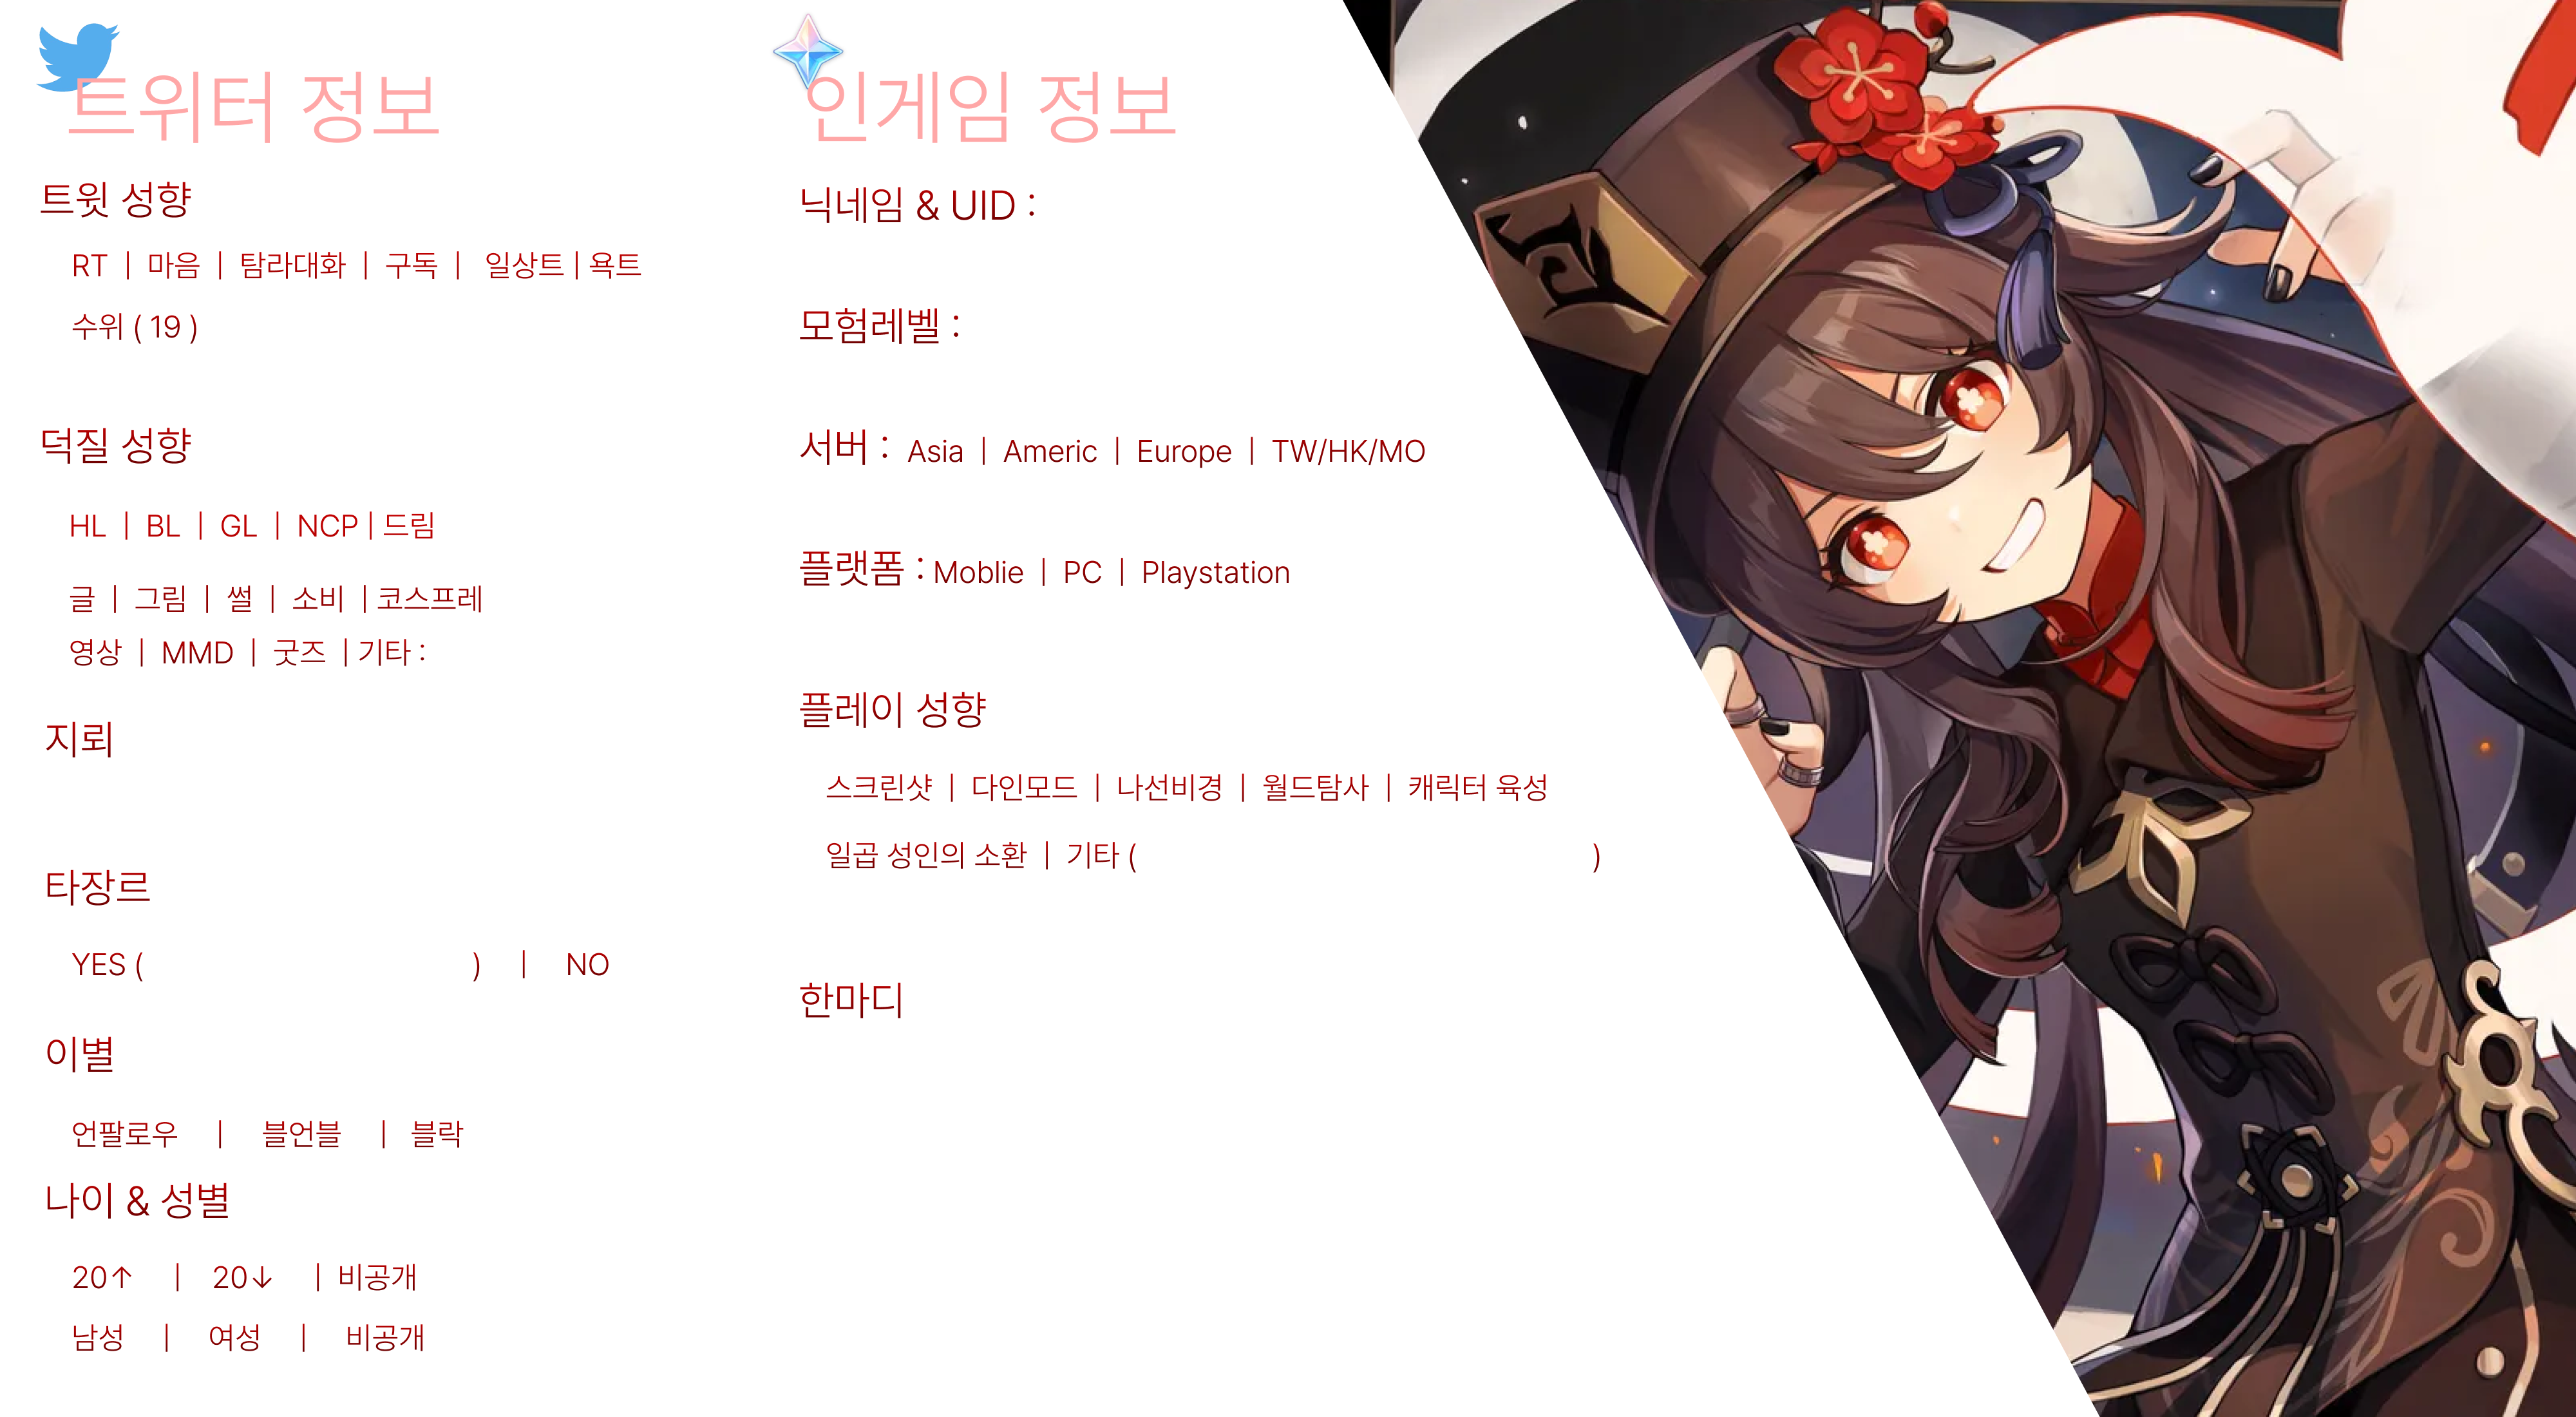 트위터 정보
트윗 성향
RT | 마음 | 탐라대화 | 구독 | 일상트 | 욕트
수위 ( 19 )
덕질 성향
HL | BL | GL | NCP | 드림
글 | 그림 | 썰 | 소비 | 코스프레
영상 | MMD | 굿즈 | 기타 :
지뢰
타장르
YES ( ) | NO
이별
언팔로우 | 블언블 | 블락
나이 & 성별
20↑ | 20↓ | 비공개
남성 | 여성 | 비공개
인게임 정보
닉네임 & UID :
모험레벨 :
서버 : Asia | Americ | Europe | TW/HK/MO
플랫폼 : Moblie | PC | Playstation
플레이 성향
스크린샷 | 다인모드 | 나선비경 | 월드탐사 | 캐릭터 육성
일곱 성인의 소환 | 기타 ( )
한마디